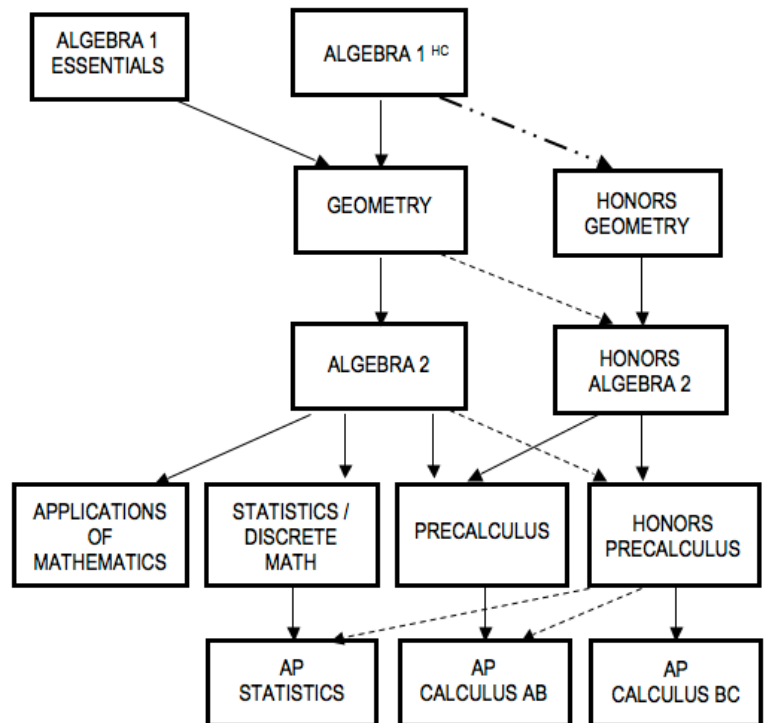 ALGEBRA 1
ESSENTIALS
ALGEBRA 1 HC
GEOMETRY
HONORS
GEOMETRY
ALGEBRA 2
HONORS
ALGEBRA 2
APPLICATIONS
OF
MATHEMATICS
STATISTICS /
DISCRETE
MATH
PRECALCULUS
HONORS
PRECALCULUS
AP
STATISTICS
AP
CALCULUS AB
AP
CALCULUS BC